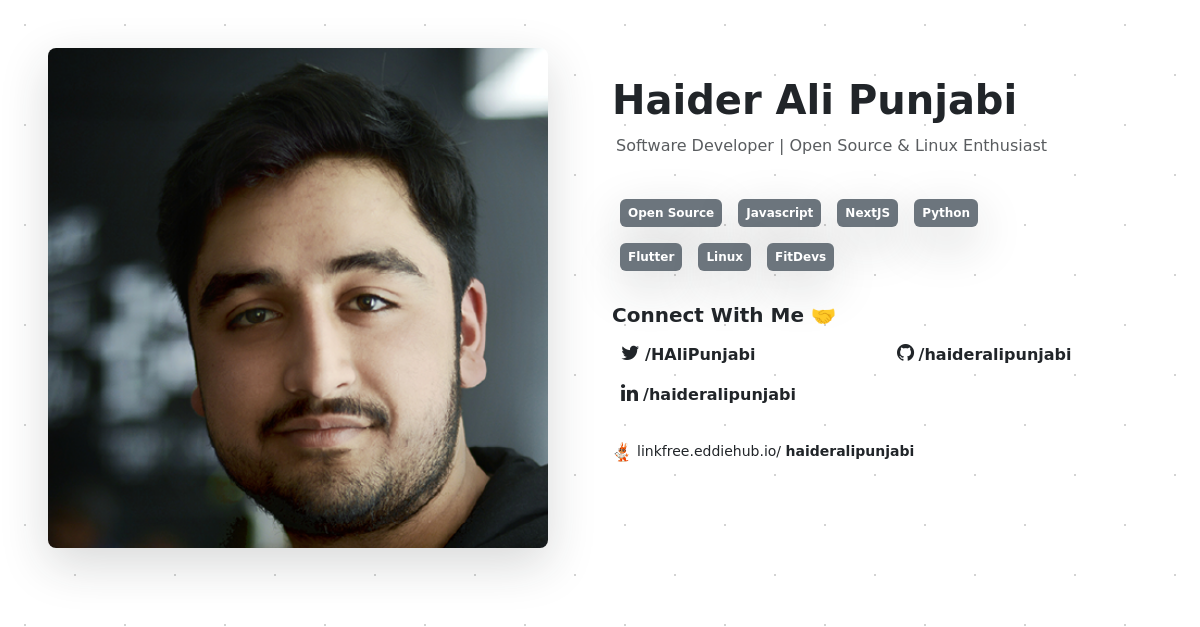 Haider Ali Punjabi
Software Developer | Open Source & Linux Enthusiast
Open Source Javascript NextJS Python
Flutter Linux FitDevs
Connect With Me 🤝
/HAliPunjabi /haideralipunjabi
/haideralipunjabi
linkfree.eddiehub.io/ haideralipunjabi